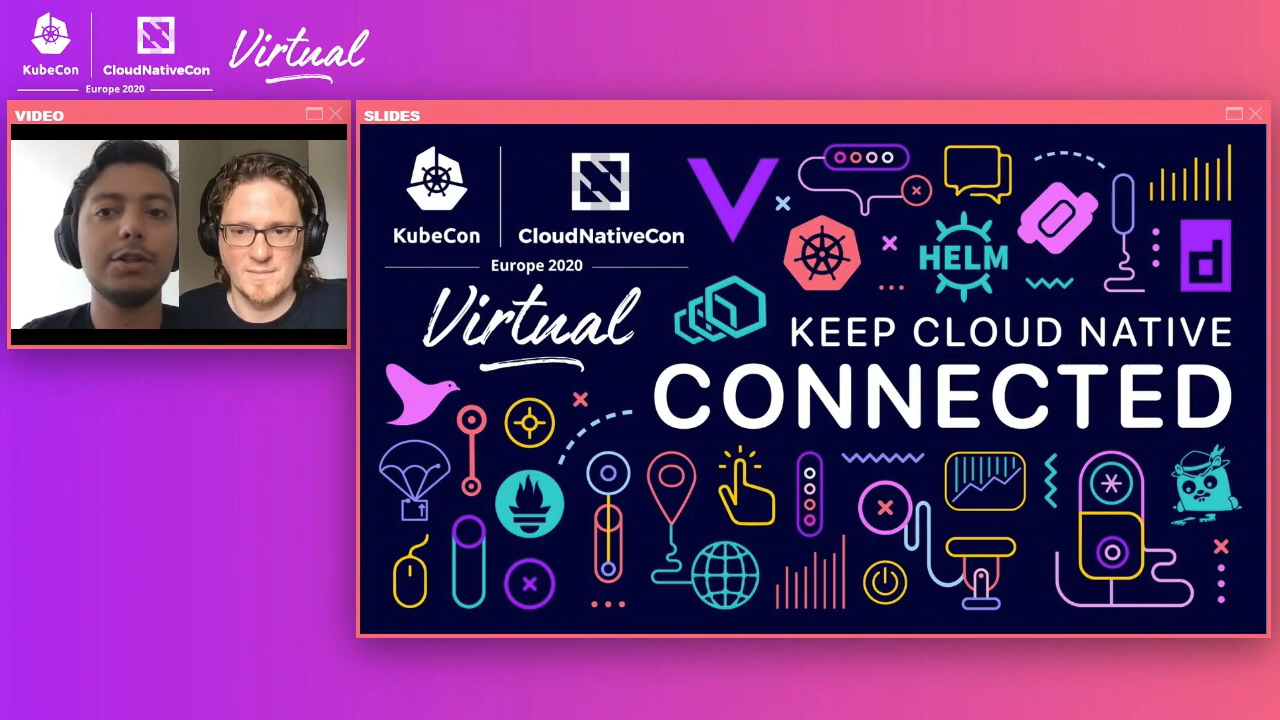 KubeCon
CloudNativeCon
Europe 2020
Virtual
VIDEO
SLIDES
KubeCon
CloudNativeCon
Europe 2020
Virtual
HELM
d
KEEP CLOUD NATIVE
CONNECTED